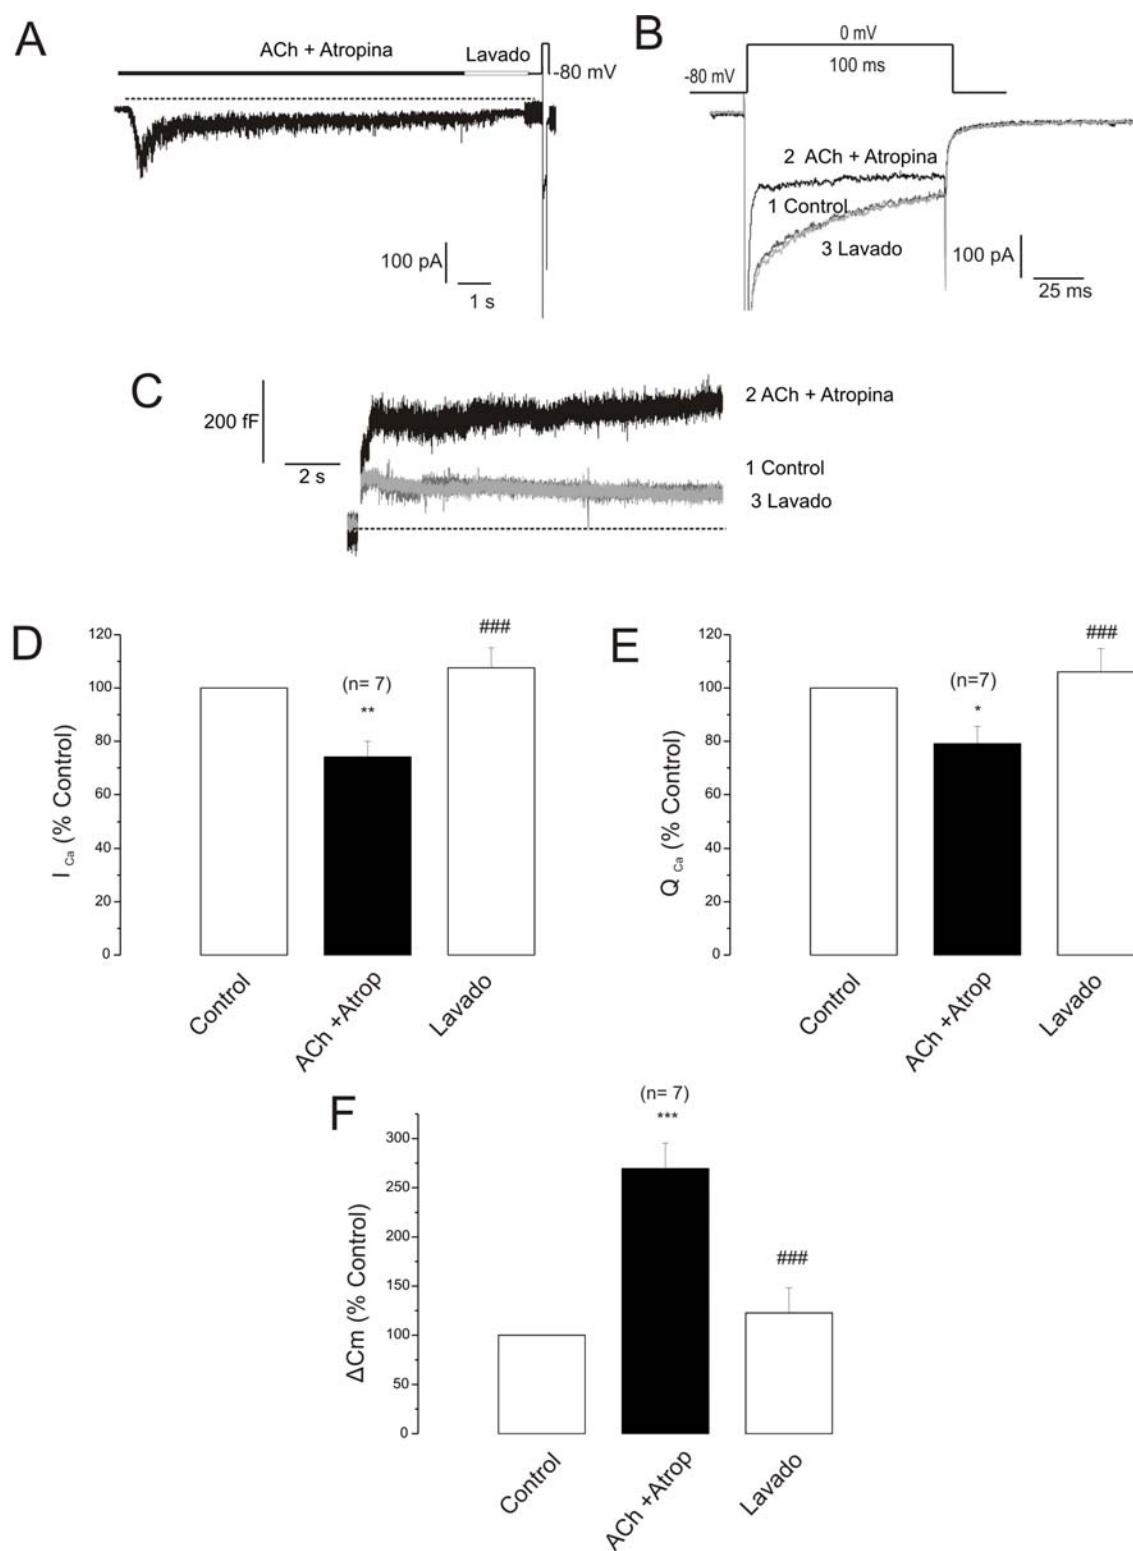 A
ACh + Atropina
Lavado
-80 mV
100 pA
1 s
B
0 mV
-80 mV
100 ms
2 ACh + Atropina
1 Control
3 Lavado
100 pA
25 ms
C
200 fF
2 s
2 ACh + Atropina
1 Control
3 Lavado
D
I Ca (% Control)
120
100
80
60
40
20
0
(n= 7)
**
###
Control
ACh +Atrop
Lavado
E
Q Ca (% Control)
120
100
80
60
40
20
0
(n=7)
*
###
Control
ACh +Atrop
Lavado
F
ΔCm (% Control)
300
250
200
150
100
50
0
(n= 7)
***
###
Control
ACh +Atrop
Lavado